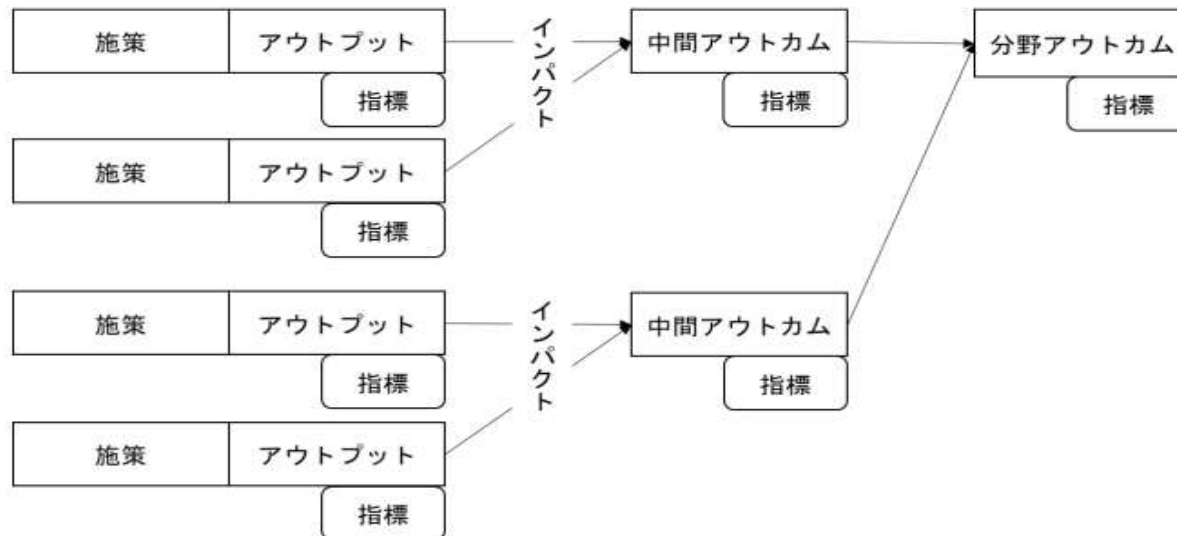 施策 アウトプット インパクト 中間アウトカム 分野アウトカム
指標 指標 指標
施策 アウトプット
指標
施策 アウトプット インパクト 中間アウトカム
指標 指標
施策 アウトプット
指標